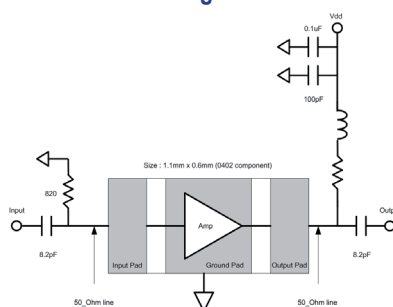 Vdd
0.1uF
100pF
Size : 1.1mm x 0.6mm (0402 component)
820
Input
Amp
8.2pF
8.2pF
Input Pad
Ground Pad
Output Pad
50_Ohm line
50_Ohm line